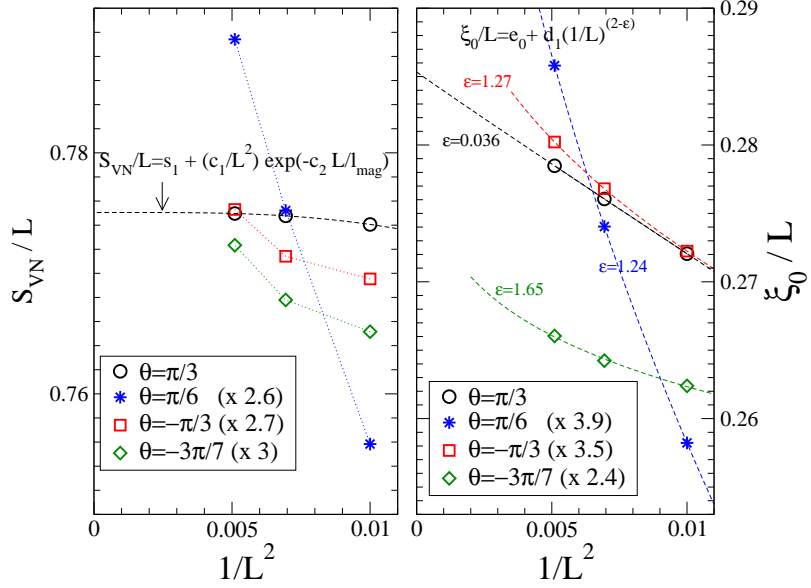 S_VN / L
0.78
0.76
S_VN/L=s_1 + (c_1/L^2) exp(-c_2 L/l_mag)
θ=π/3
θ=π/6 (x 2.6)
θ=−π/3 (x 2.7)
θ=−3π/7 (x 3)
0
0.005
0.01
1/L^2
ξ_0/L=e_0+ d_1(1/L)^(2-ε)
ε=1.27
ε=0.036
ε=1.24
ε=1.65
θ=π/3
θ=π/6 (x 3.9)
θ=−π/3 (x 3.5)
θ=−3π/7 (x 2.4)
0
0.005
0.01
1/L^2
0.29
0.28
0.27
0.26
ξ_0 / L